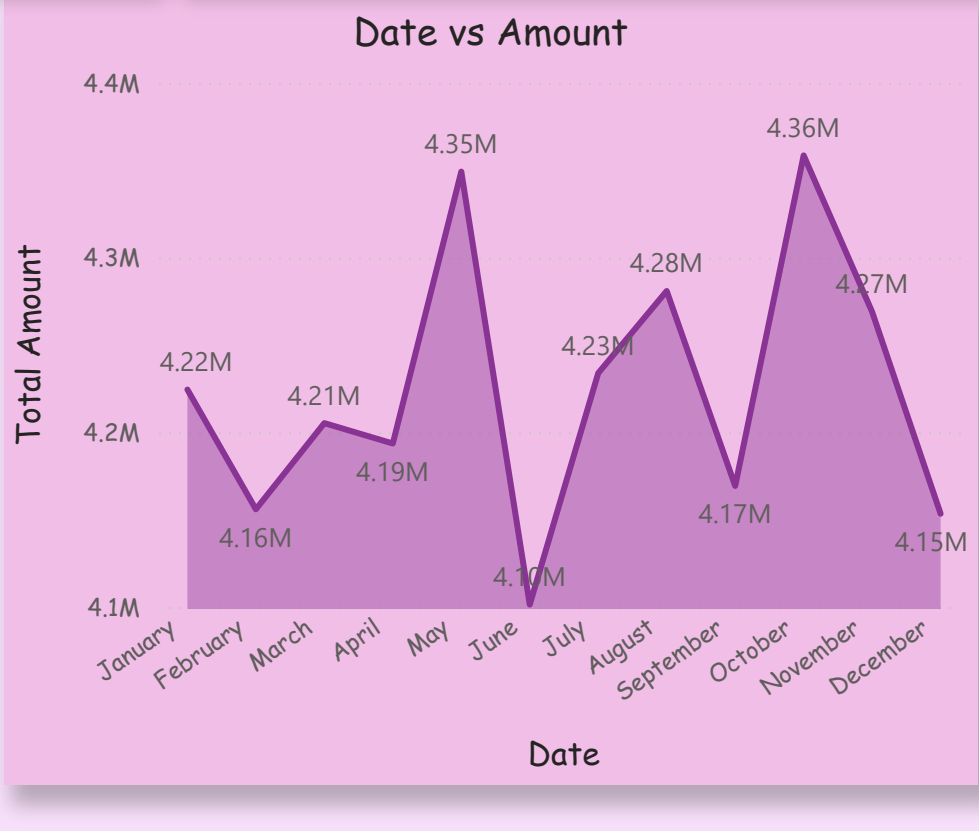 Date vs Amount
4.4M
4.3M
4.2M
4.1M
Total Amount
4.22M
4.16M
4.21M
4.19M
4.35M
4.10M
4.23M
4.28M
4.17M
4.36M
4.27M
4.15M
January
February
March
April
May
June
July
August
September
October
November
December
Date